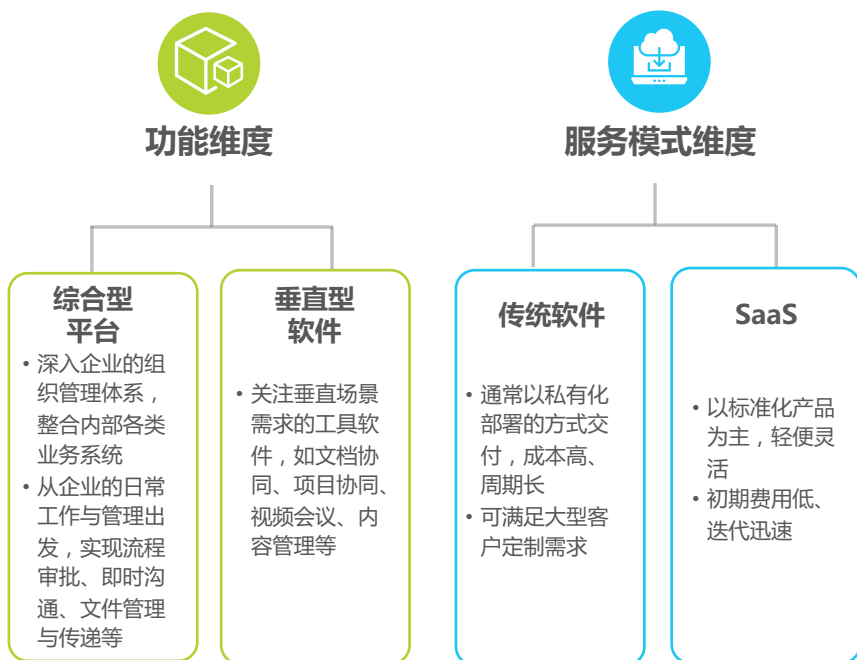 功能维度
服务模式维度
综合型
平台
• 深入企业的组
织管理体系，
整合内部各类
业务系统
• 从企业的日常
工作与管理出
发，实现流程
审批、即时沟
通、文件管理
与传递等
垂直型
软件
• 关注垂直场景
需求的工具软
件，如文档协
同、项目协同、
视频会议、内
容管理等
传统软件
• 通常以私有化
部署的方式交
付，成本高、
周期长
• 可满足大型客
户定制需求
SaaS
• 以标准化产品
为主，轻便灵
活
• 初期费用低、
迭代迅速